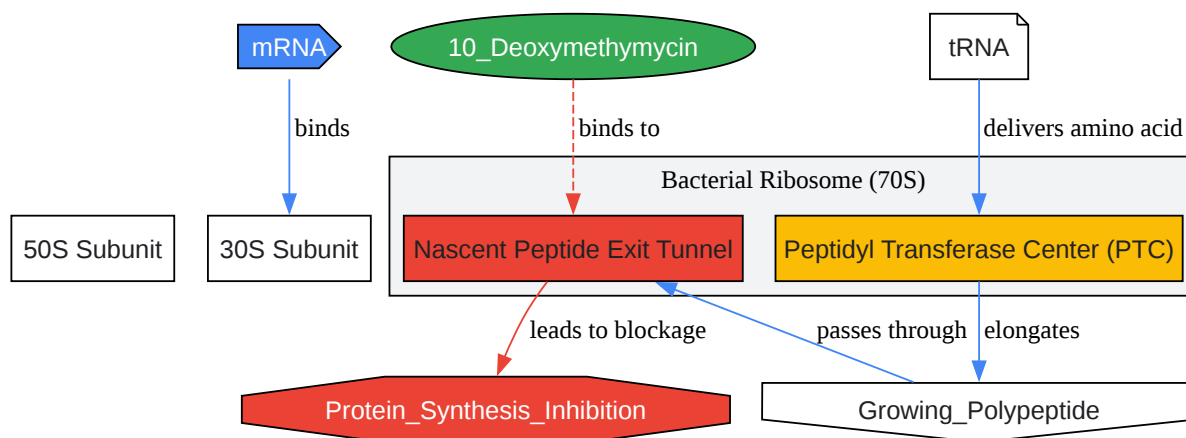 mRNA
10_Deoxymethymycin
tRNA
binds
binds to
delivers amino acid
Bacterial Ribosome (70S)
50S Subunit
30S Subunit
Nascent Peptide Exit Tunnel
Peptidyl Transferase Center (PTC)
leads to blockage
passes through
elongates
Protein_Synthesis_Inhibition
Growing_Polypeptide